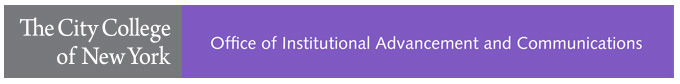 The City College
of New York
Office of Institutional Advancement and Communications